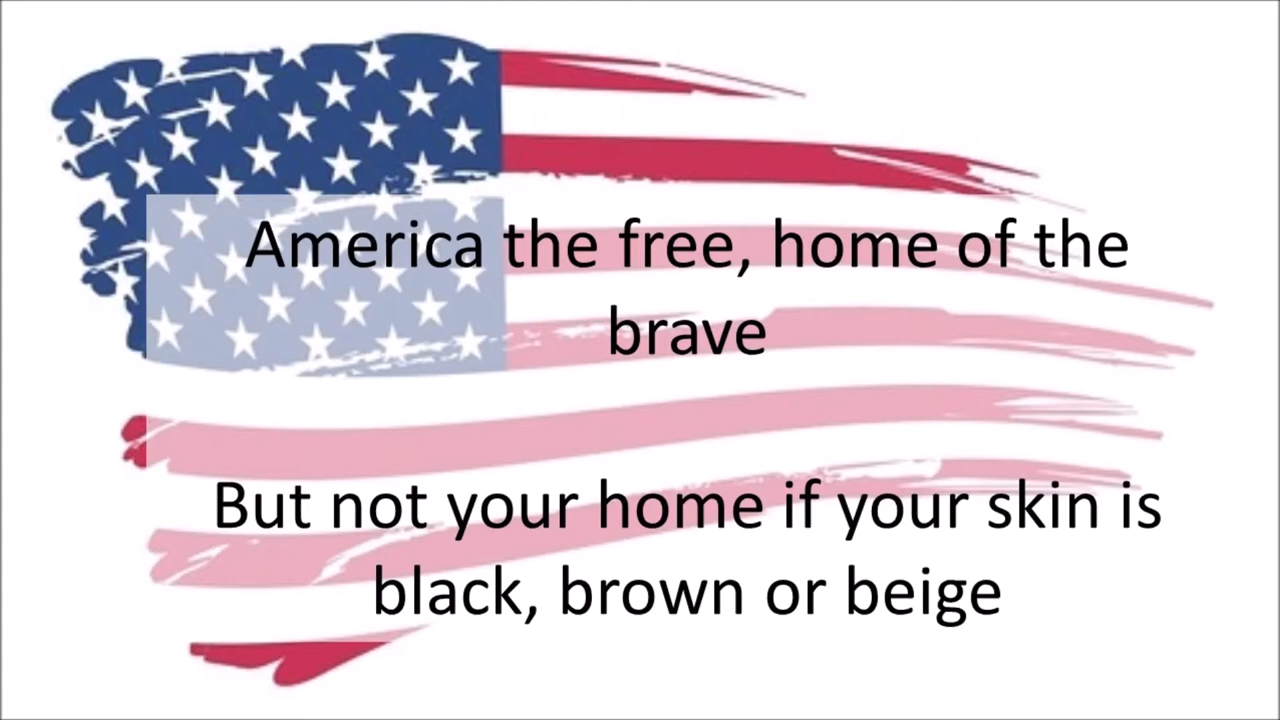 America the free, home of the
brave
But not your home if your skin is
black, brown or beige